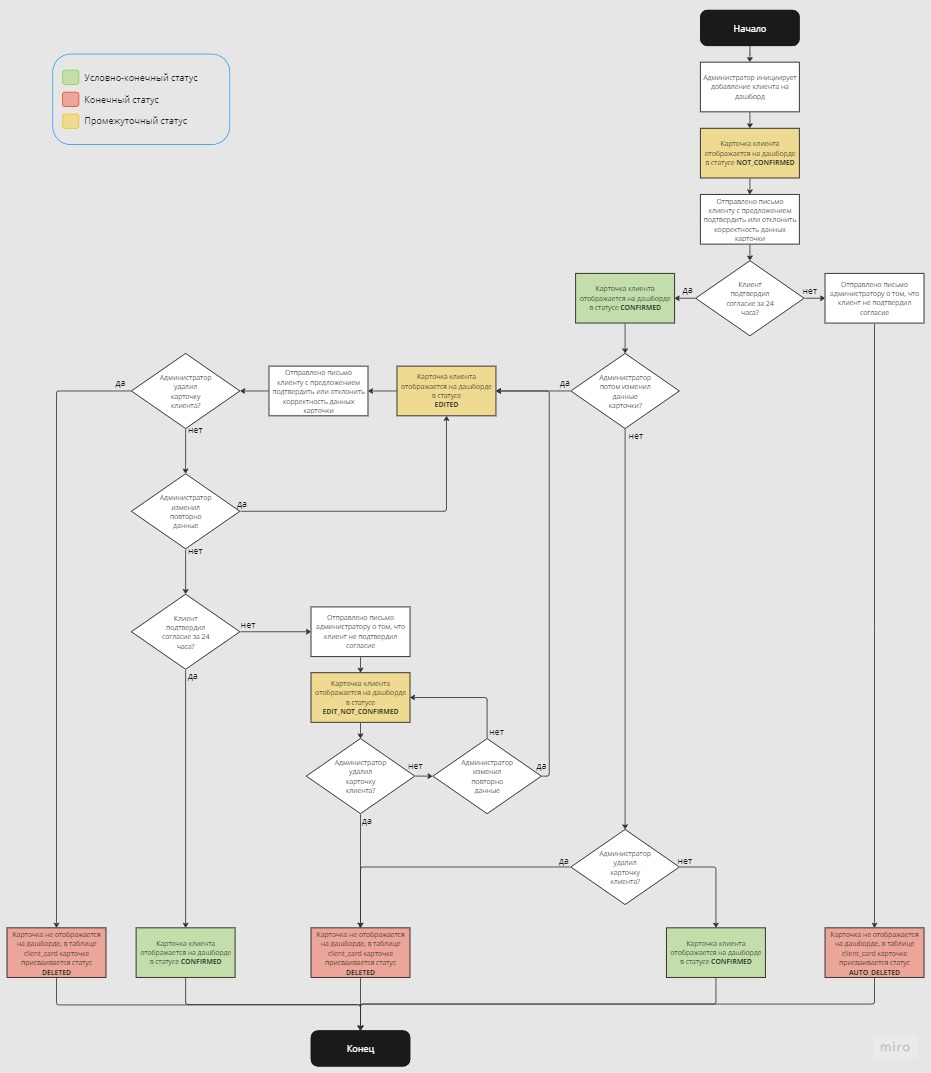 Начало
Условно-конечный статус
Конечный статус
Промежуточный статус
Администратор инициирует
добавление клиента на
дашборд
Карточка клиента
отображается на дашборде
в статусе NOT_CONFIRMED
Отправлено письмо
клиенту с предложением
подтвердить или отклонить
корректность данных
карточки
Карточка клиента
отображается на дашборде
в статусе CONFIRMED
да
Клиент
подтвердил
согласие за 24
часа?
нет
Отправлено письмо
администратору о том, что
клиент не подтвердил
согласие
да
Администратор
удалил
карточку
клиента?
нет
Отправлено письмо
клиенту с предложением
подтвердить или отклонить
корректность данных
карточки
Карточка клиента
отображается на дашборде
в статусе
EDITED
да
Администратор
потом изменил
данные
карточки?
нет
Администратор
изменил
повторно
данные
да
нет
Клиент
подтвердил
согласие за 24
часа?
нет
да
Отправлено письмо
администратору о том, что
клиент не подтвердил
согласие
Карточка клиента
отображается на дашборде
в статусе
EDIT_NOT_CONFIRMED
Администратор
удалил
карточку
клиента?
нет
да
нет
Администратор
изменил
повторно
данные
да
да
Администратор
удалил
карточку
клиента?
нет
Карточка не отображается
на дашборде, в таблице
client_card карточке
присваивается статус
DELETED
Карточка клиента
отображается на дашборде
в статусе CONFIRMED
Карточка не отображается
на дашборде, в таблице
client_card карточке
присваивается статус
DELETED
Карточка клиента
отображается на дашборде
в статусе CONFIRMED
Карточка не отображается
на дашборде, в таблице
client_card карточке
присваивается статус
AUTO_DELETED
Конец
miro